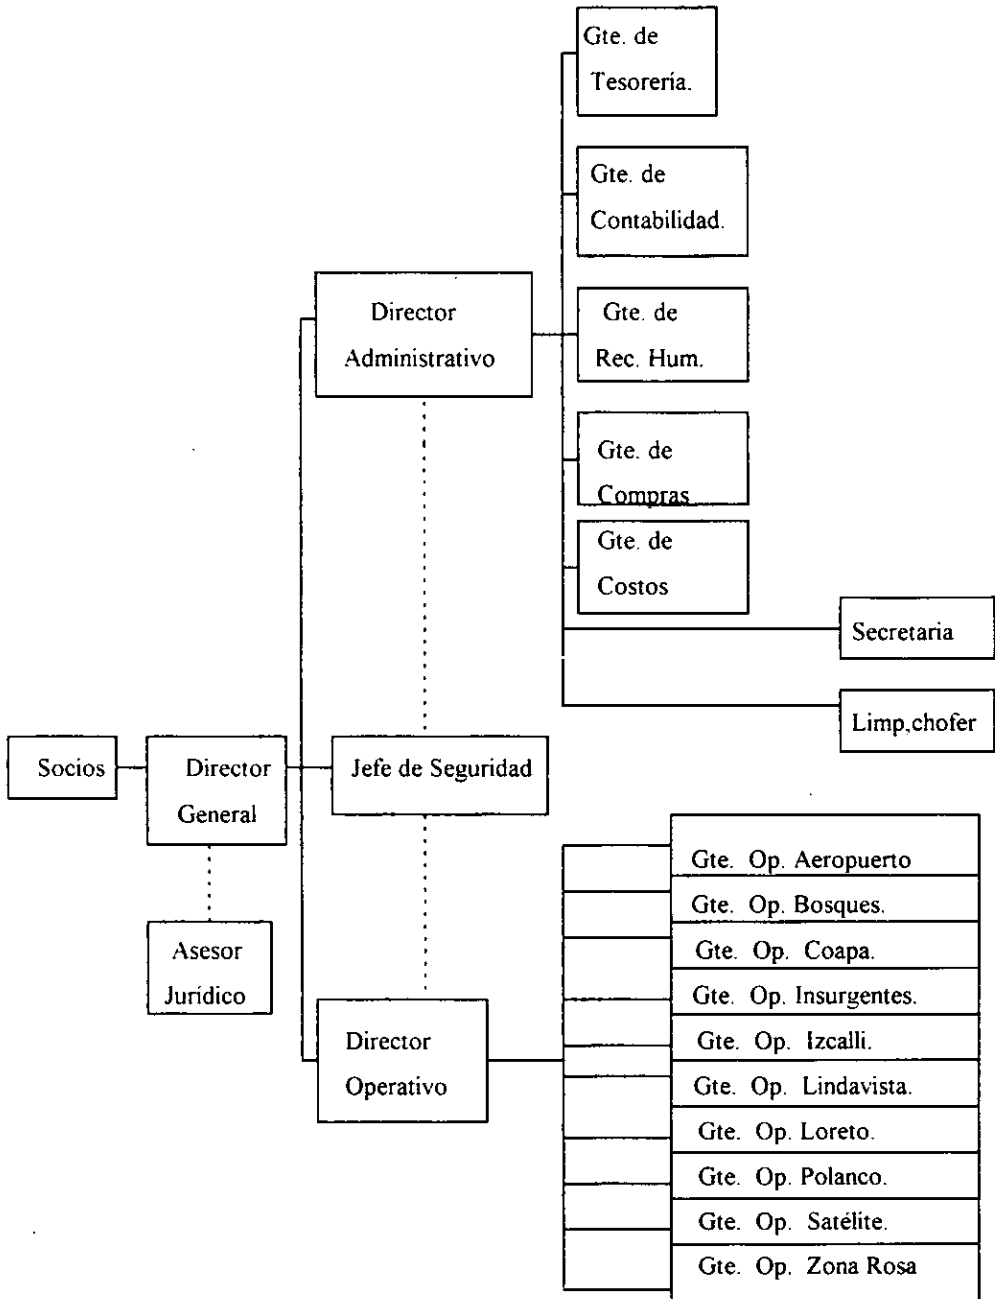 Gte. de
Tesorería.
Gte. de
Contabilidad.
Director
Administrativo
Gte. de
Rec. Hum.
Gte. de
Compras
Gte. de
Costos
Secretaria
Limp,chofer
Socios
Director
General
Jefe de Seguridad
Asesor
Jurídico
Director
Operativo
Gte. Op. Aeropuerto
Gte. Op. Bosques.
Gte. Op. Coapa.
Gte. Op. Insurgentes.
Gte. Op. Izcalli.
Gte. Op. Lindavista.
Gte. Op. Loreto.
Gte. Op. Polanco.
Gte. Op. Satélite.
Gte. Op. Zona Rosa